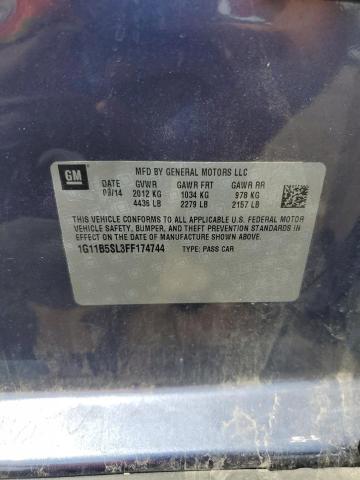 GM
MFD BY GENERAL MOTORS LLC
DATE GVWR GAWR FRT GAWR RR
09/14 2012 KG 1034 KG 978 KG
4436 LB 2279 LB 2157 LB
THIS VEHICLE CONFORMS TO ALL APPLICABLE U.S. FEDERAL MOTOR
VEHICLE SAFETY, BUMPER, AND THEFT PREVENTION STANDARDS
IN EFFECT ON THE DATE OF MANUFACTURE SHOWN ABOVE.
1G11B5SL3FF174744 TYPE: PASS CAR